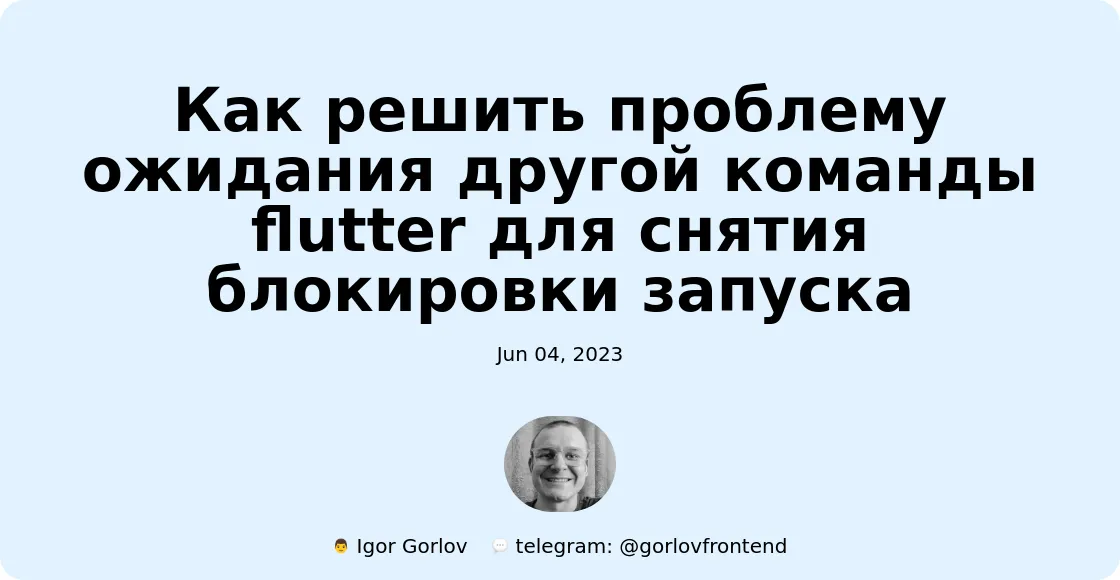 Как решить проблему
ожидания другой команды
flutter для снятия
блокировки запуска
Jun 04, 2023
👨 Igor Gorlov 💬 telegram: @gorlovfrontend